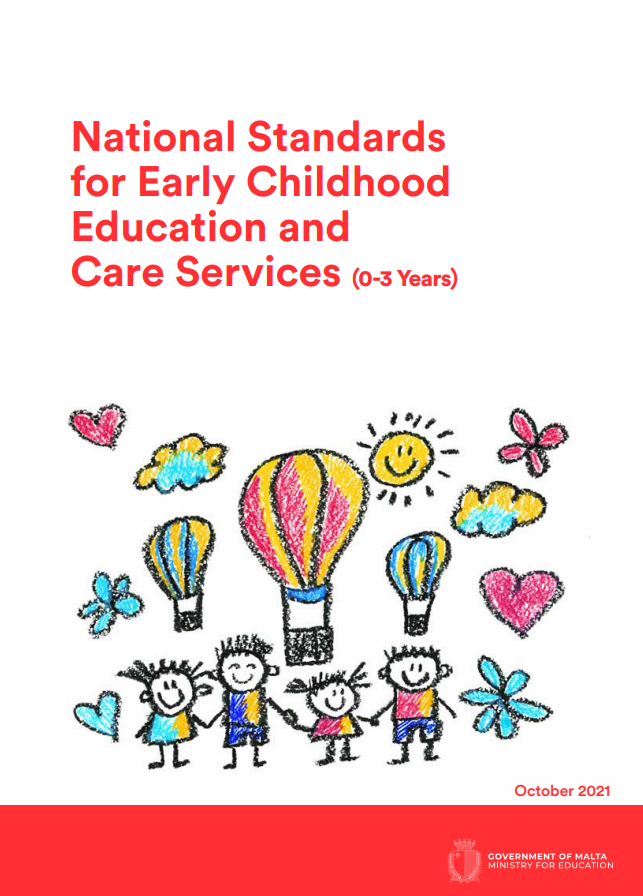 National Standards
for Early Childhood
Education and
Care Services (0-3 Years)
October 2021
GOVERNMENT OF MALTA
MINISTRY FOR EDUCATION